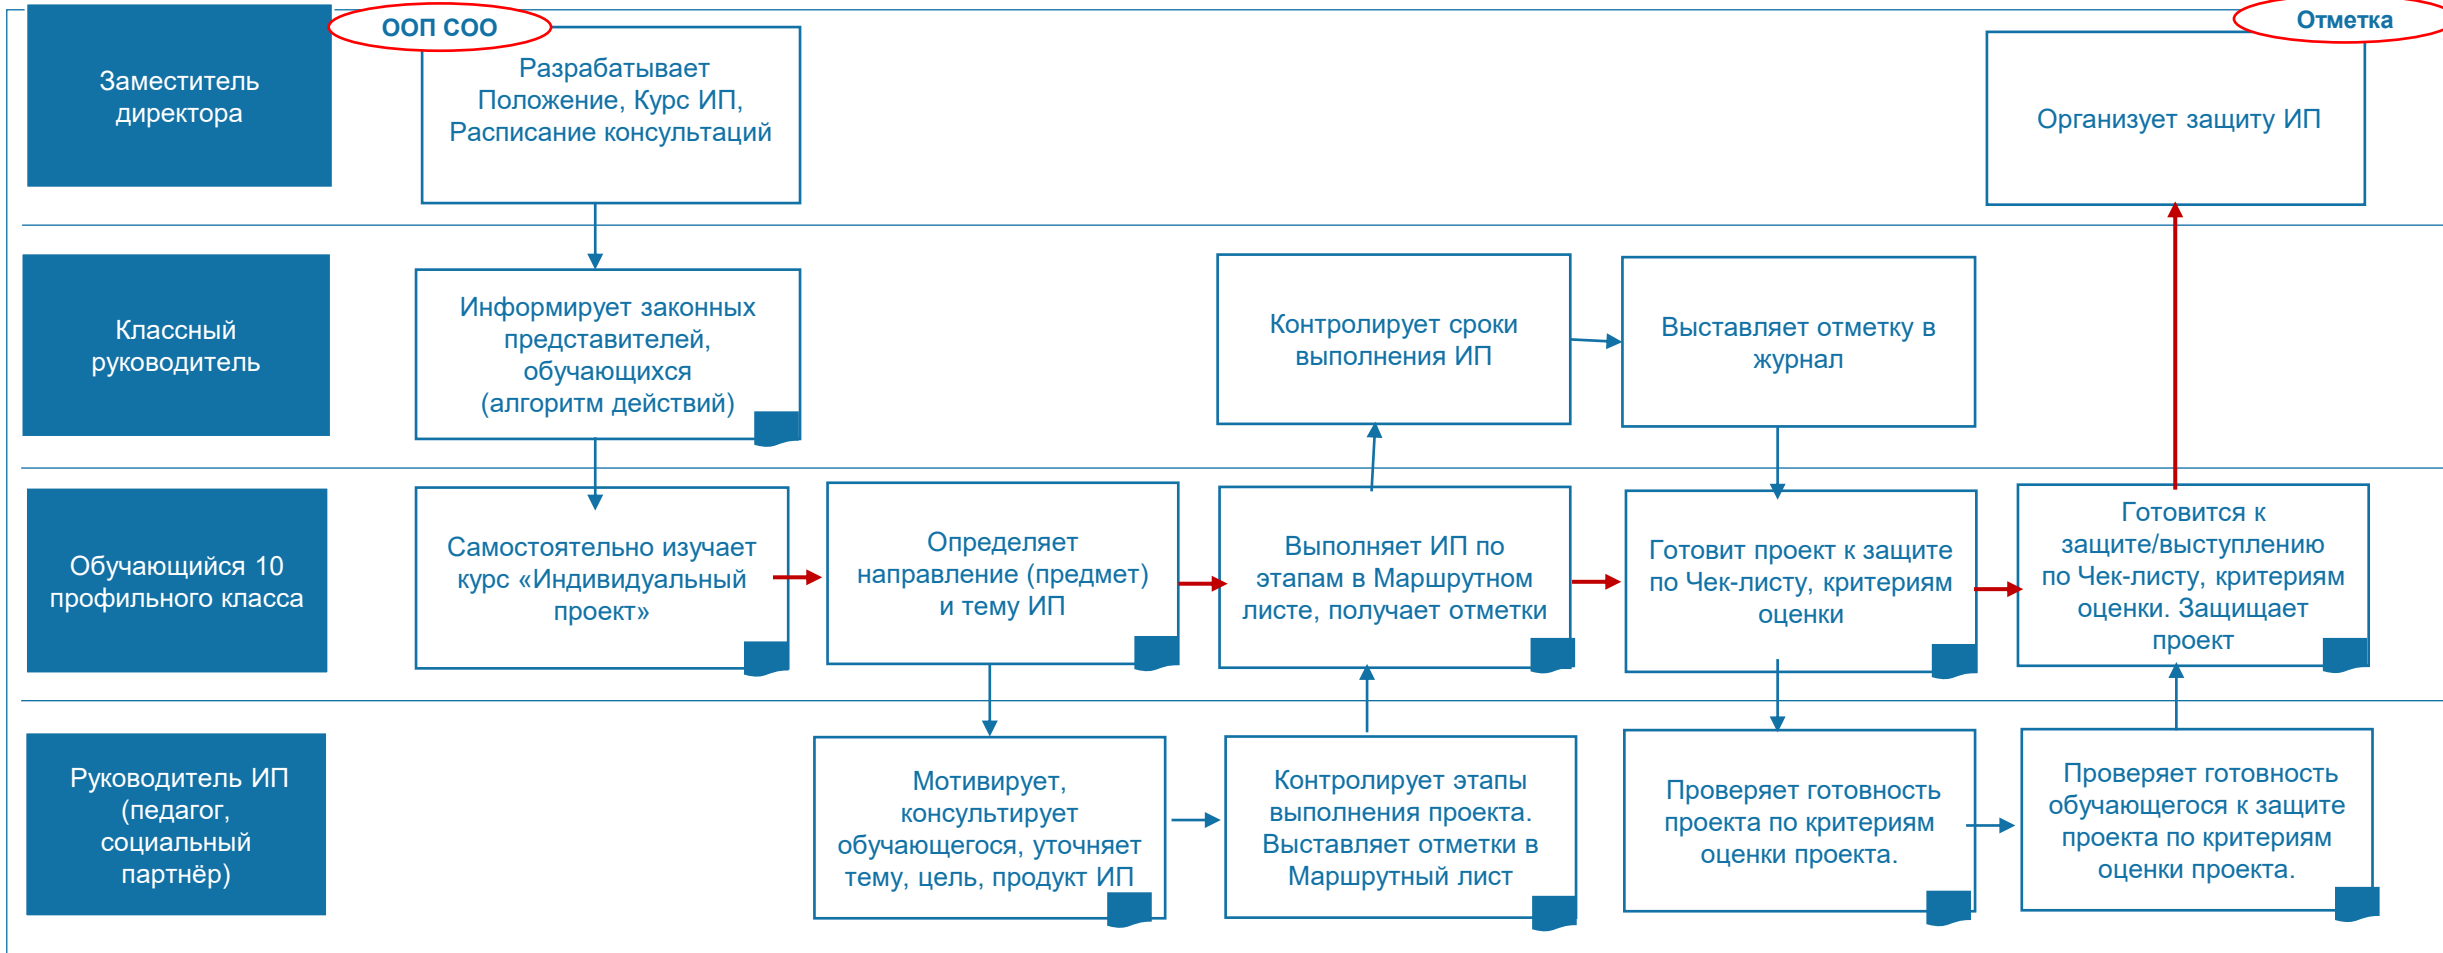 Заместитель
директора
ООП СОО
Разрабатывает
Положение, Курс ИП,
Расписание консультаций
Отметка
Организует защиту ИП
Классный
руководитель
Информирует законных
представителей,
обучающихся
(алгоритм действий)
Контролирует сроки
выполнения ИП
Выставляет отметку в
журнал
Обучающийся 10
профильного класса
Самостоятельно изучает
курс «Индивидуальный
проект»
Определяет
направление (предмет)
и тему ИП
Выполняет ИП по
этапам в Маршрутном
листе, получает отметки
Готовит проект к защите
по Чек-листу, критериям
оценки
Готовится к
защите/выступлению
по Чек-листу, критериям
оценки. Защищает
проект
Руководитель ИП
(педагог,
социальный
партнёр)
Мотивирует,
консультирует
обучающегося, уточняет
тему, цель, продукт ИП
Контролирует этапы
выполнения проекта.
Выставляет отметки в
Маршрутный лист
Проверяет готовность
проекта по критериям
оценки проекта.
Проверяет готовность
обучающегося к защите
проекта по критериям
оценки проекта.